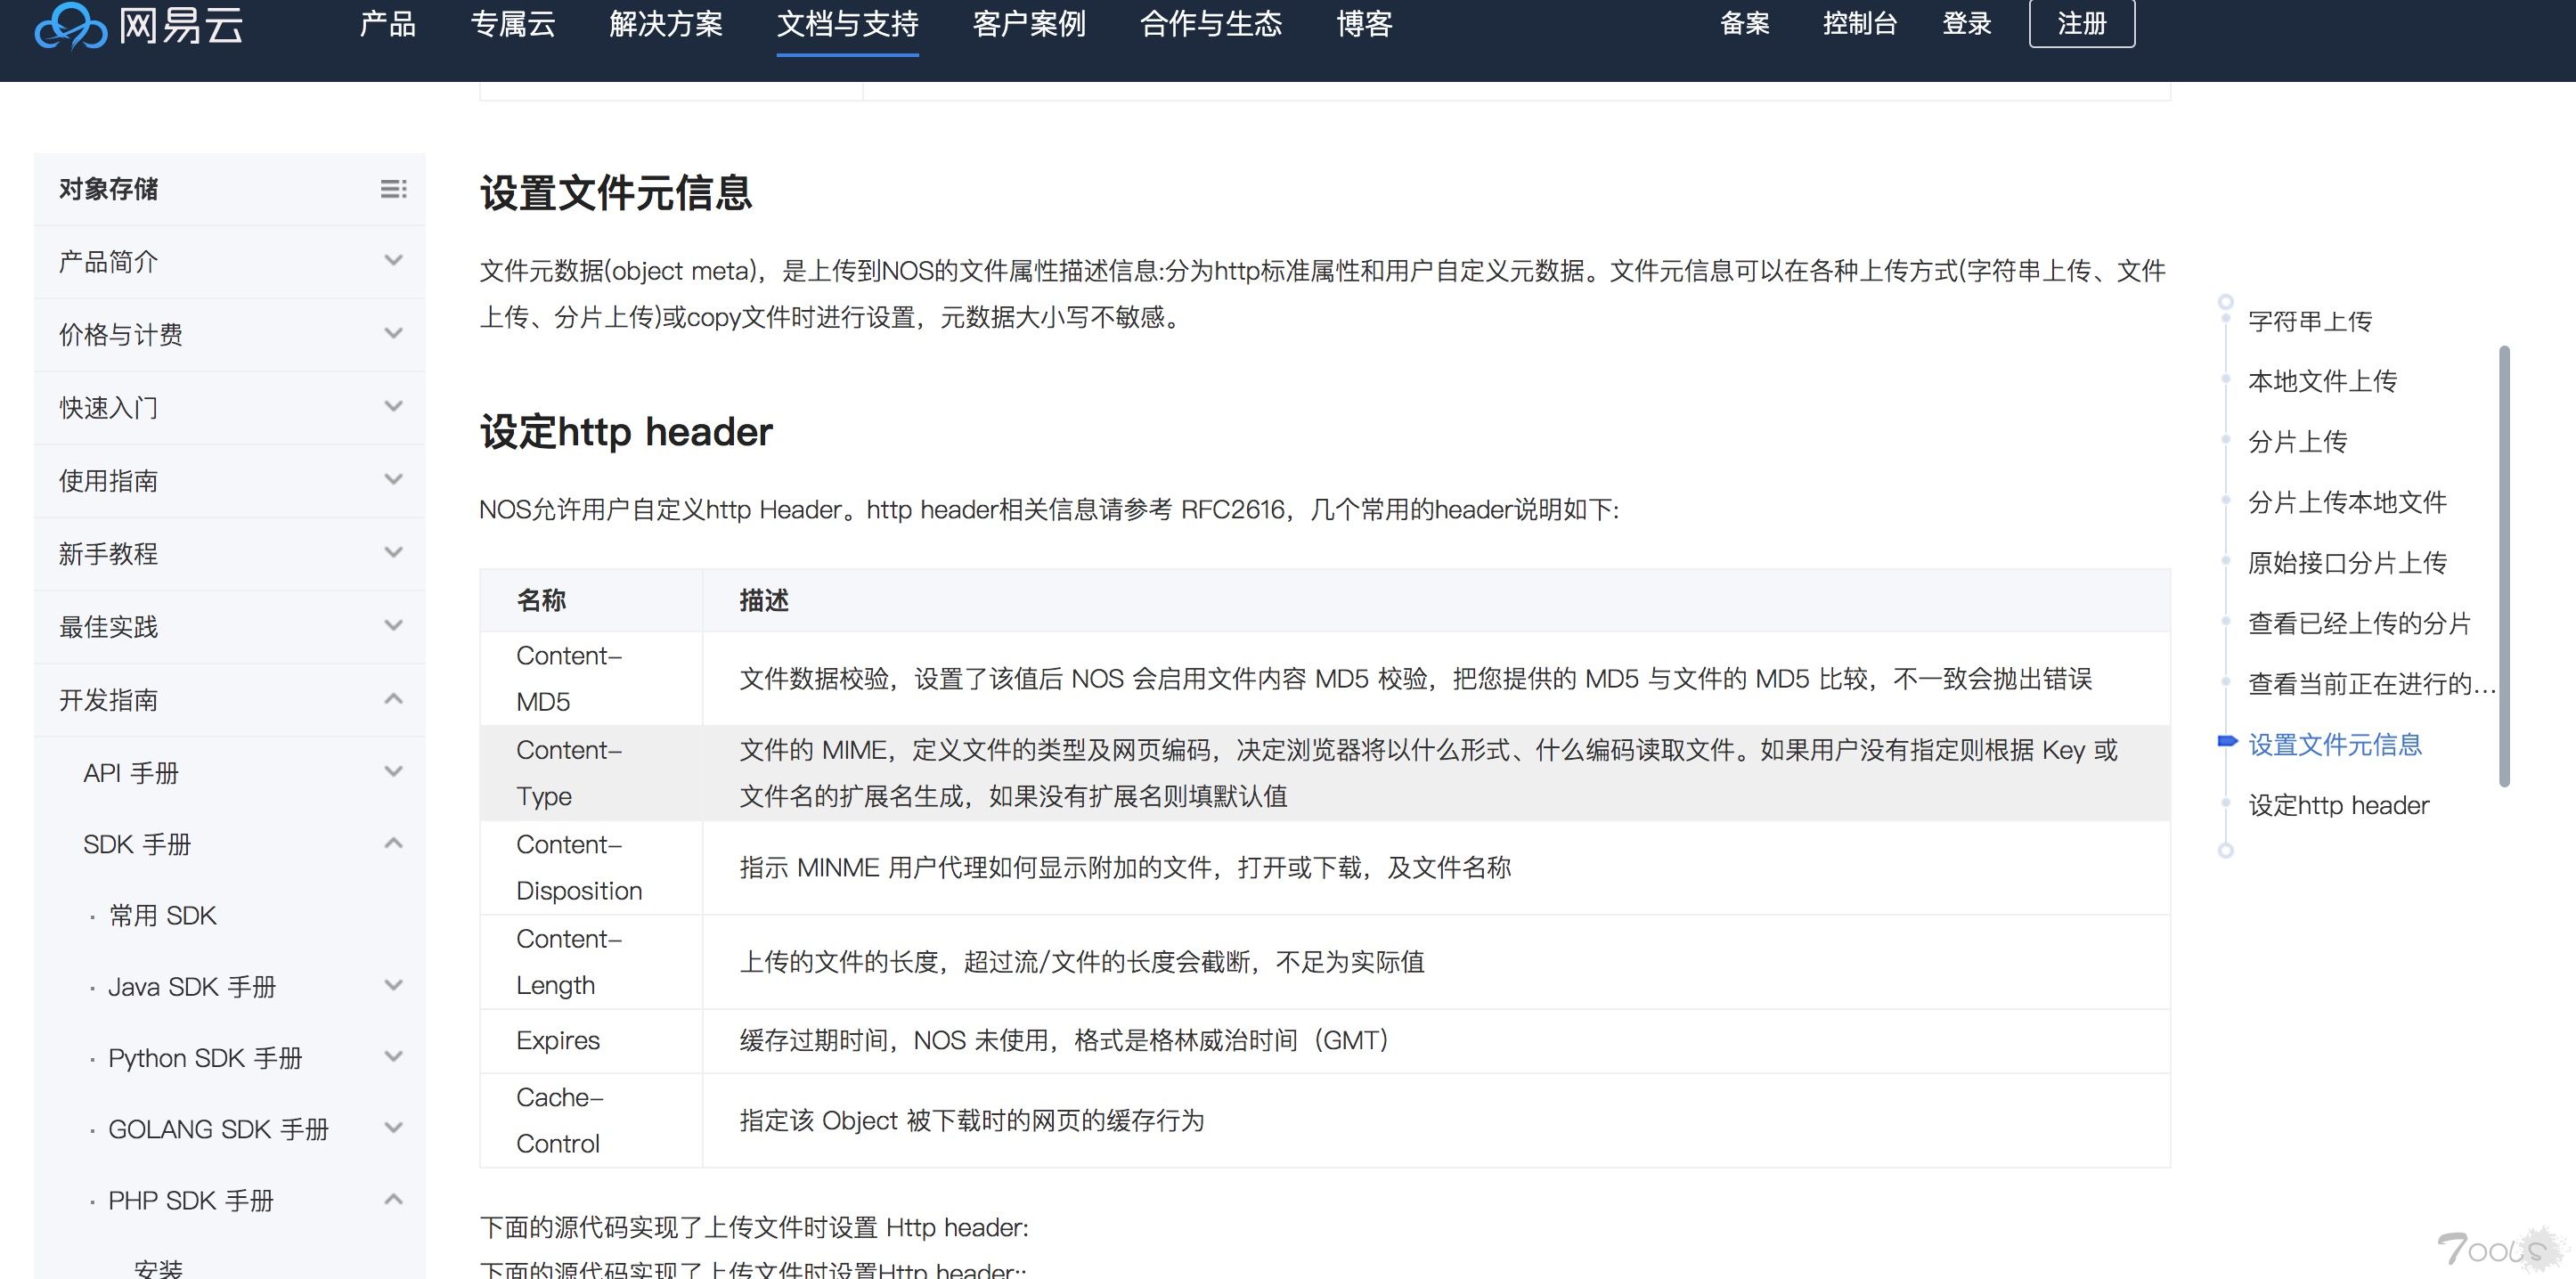 网易云
产品
专属云
解决方案
文档与支持
客户案例
合作与生态
博客
备案
控制台
登录
注册
对象存储
产品简介
价格与计费
快速入门
使用指南
新手教程
最佳实践
开发指南
API 手册
SDK 手册
· 常用 SDK
· Java SDK 手册
· Python SDK 手册
· GOLANG SDK 手册
· PHP SDK 手册
安装
设置文件元信息
文件元数据(object meta)，是上传到NOS的文件属性描述信息:分为http标准属性和用户自定义元数据。文件元信息可以在各种上传方式(字符串上传、文件
上传、分片上传)或copy文件时进行设置，元数据大小写不敏感。
设定http header
NOS允许用户自定义http Header。http header相关信息请参考 RFC2616，几个常用的header说明如下:
名称 描述
Content-
MD5
文件数据校验，设置了该值后 NOS 会启用文件内容 MD5 校验，把您提供的 MD5 与文件的 MD5 比较，不一致会抛出错误
Content-
Type
文件的 MIME，定义文件的类型及网页编码，决定浏览器将以什么形式、什么编码读取文件。如果用户没有指定则根据 Key 或
文件名的扩展名生成，如果没有扩展名则填默认值
Content-
Disposition
指示 MINME 用户代理如何显示附加的文件，打开或下载，及文件名称
Content-
Length
上传的文件的长度，超过流/文件的长度会截断，不足为实际值
Expires
缓存过期时间，NOS 未使用，格式是格林威治时间（GMT）
Cache-
Control
指定该 Object 被下载时的网页的缓存行为
下面的源代码实现了上传文件时设置 Http header:
下面的源代码实现了上传文件时设置Http header::
字符串上传
本地文件上传
分片上传
分片上传本地文件
原始接口分片上传
查看已经上传的分片
查看当前正在进行的...
设置文件元信息
设定http header
Tools